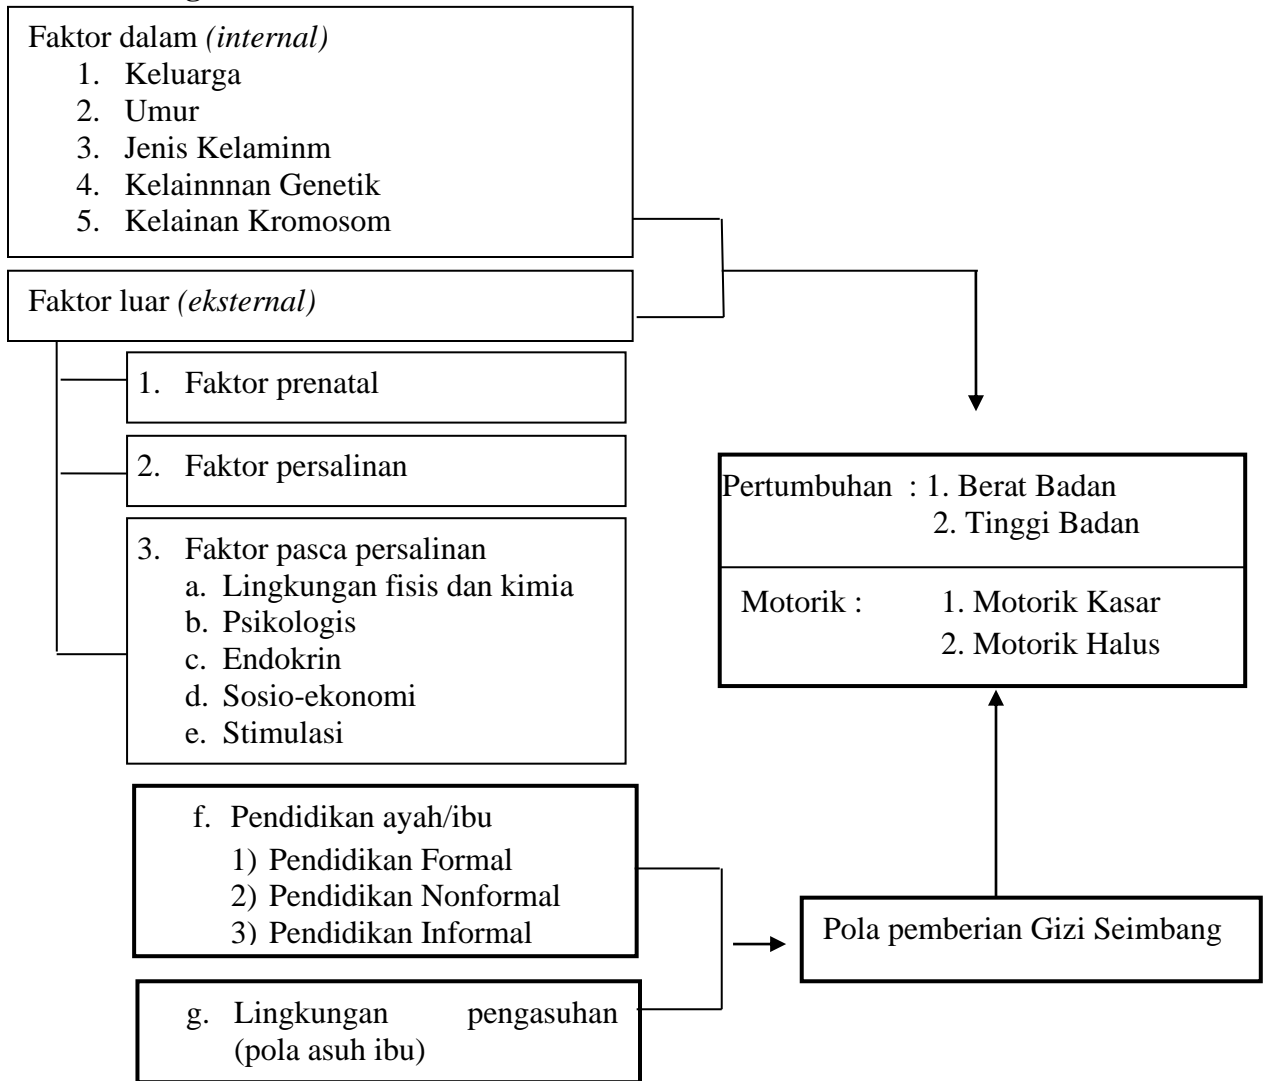 Faktor dalam (internal)
1. Keluarga
2. Umur
3. Jenis Kelaminm
4. Kelainnnan Genetik
5. Kelainan Kromosom
Faktor luar (eksternal)
1. Faktor prenatal
2. Faktor persalinan
3. Faktor pasca persalinan
a. Lingkungan fisis dan kimia
b. Psikologis
c. Endokrin
d. Sosio-ekonomi
e. Stimulasi
f. Pendidikan ayah/ibu
1) Pendidikan Formal
2) Pendidikan Nonformal
3) Pendidikan Informal
g. Lingkungan pengasuhan
(pola asuh ibu)
Pertumbuhan : 1. Berat Badan
2. Tinggi Badan
Motorik : 1. Motorik Kasar
2. Motorik Halus
Pola pemberian Gizi Seimbang